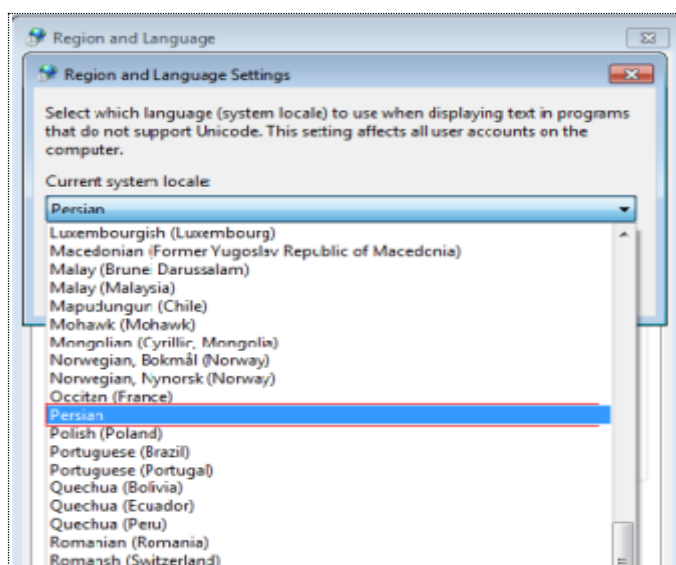 Region and Language
Region and Language Settings
Select which language (system locale) to use when displaying text in programs
that do not support Unicode. This setting affects all user accounts on the
computer.
Current system locale:
Persian
Luxembourgish (Luxembourg)
Macedonian (Former Yugoslav Republic of Macedonia)
Malay (Brunei Darussalam)
Malay (Malaysia)
Mapudungun (Chile)
Mohawk (Mohawk)
Mongolian (Cyrillic, Mongolia)
Norwegian, Bokmål (Norway)
Norwegian, Nynorsk (Norway)
Occitan (France)
Persian
Polish (Poland)
Portuguese (Brazil)
Portuguese (Portugal)
Quechua (Bolivia)
Quechua (Ecuador)
Quechua (Peru)
Romanian (Romania)
Romansh (Switzerland)